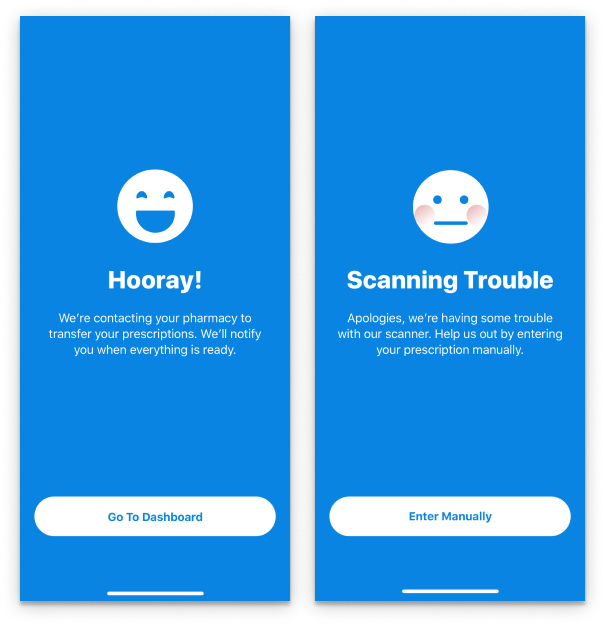 Hooray!
We’re contacting your pharmacy to
transfer your prescriptions. We’ll notify
you when everything is ready.
Go To Dashboard
Scanning Trouble
Apologies, we’re having some trouble
with our scanner. Help us out by entering
your prescription manually.
Enter Manually